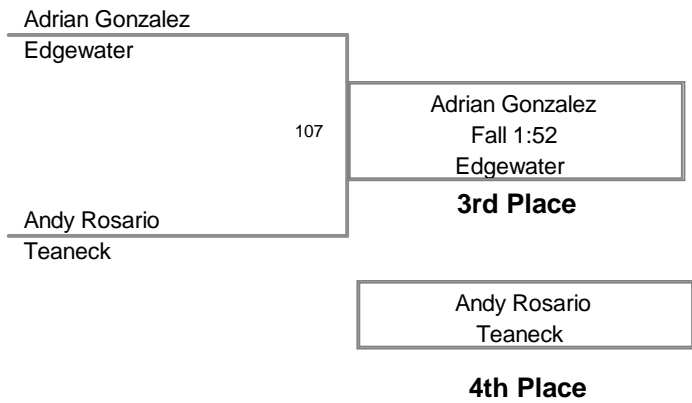 Adrian Gonzalez
Edgewater
107
Adrian Gonzalez
Fall 1:52
Edgewater
3rd Place
Andy Rosario
Teaneck
Andy Rosario
Teaneck
4th Place